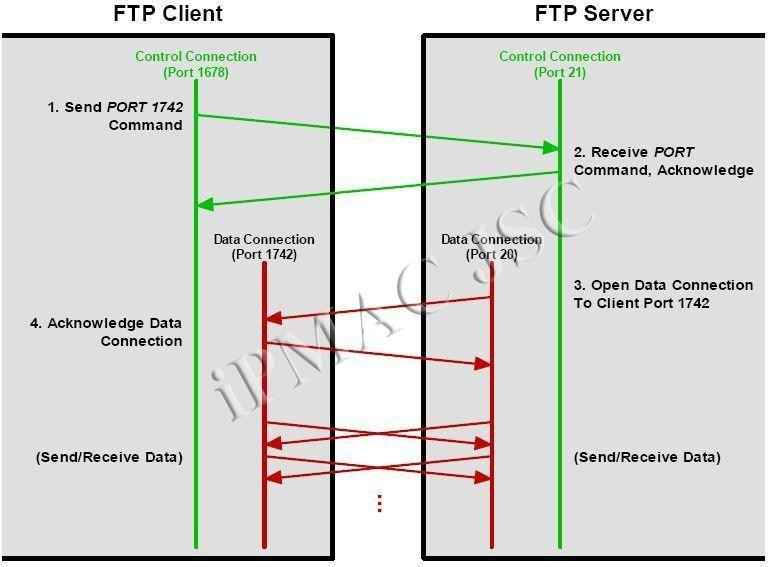 FTP Client
FTP Server
Control Connection
(Port 1678)
Control Connection
(Port 21)
1. Send PORT 1742
Command
2. Receive PORT
Command, Acknowledge
Data Connection
(Port 1742)
Data Connection
(Port 20)
3. Open Data Connection
To Client Port 1742
4. Acknowledge Data
Connection
(Send/Receive Data)
(Send/Receive Data)
iPMAC JSC